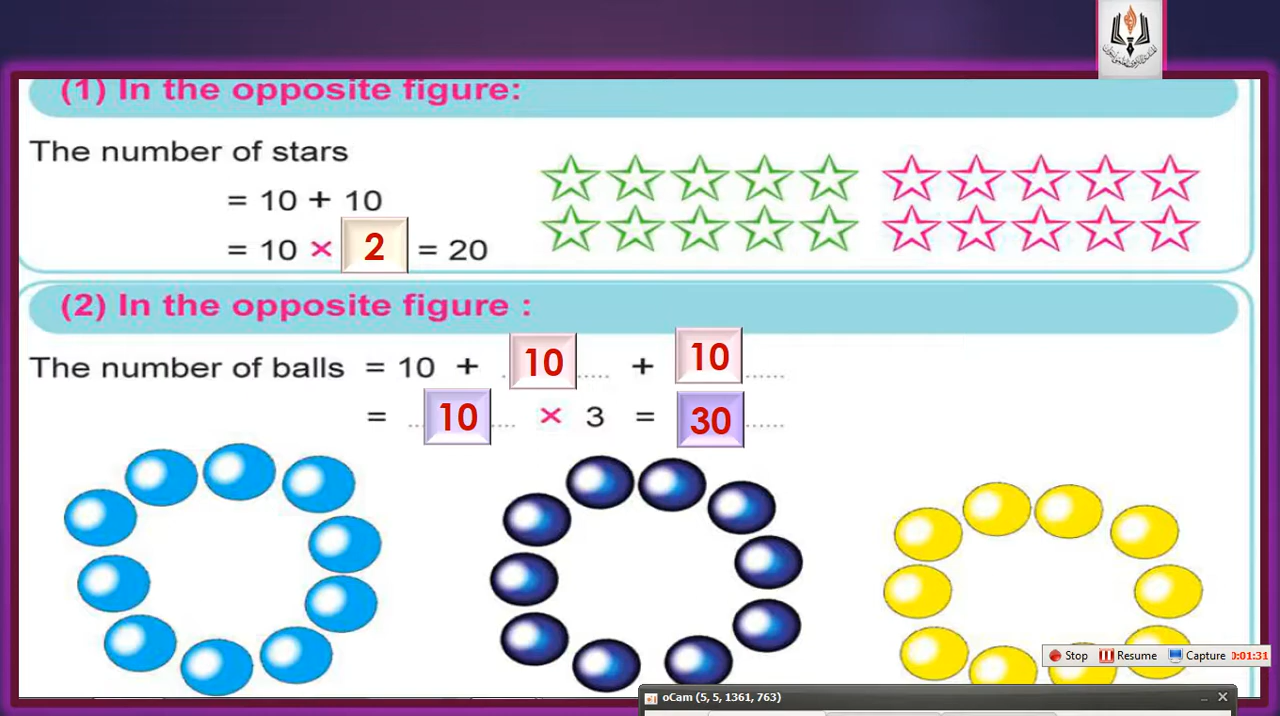 (1) In the opposite figure:
The number of stars
= 10 + 10
= 10 × 2 = 20
(2) In the opposite figure :
The number of balls = 10 + 10 + 10
= 10 × 3 = 30
Stop Resume Capture 0:01:31
oCam (5, 5, 1361, 763)